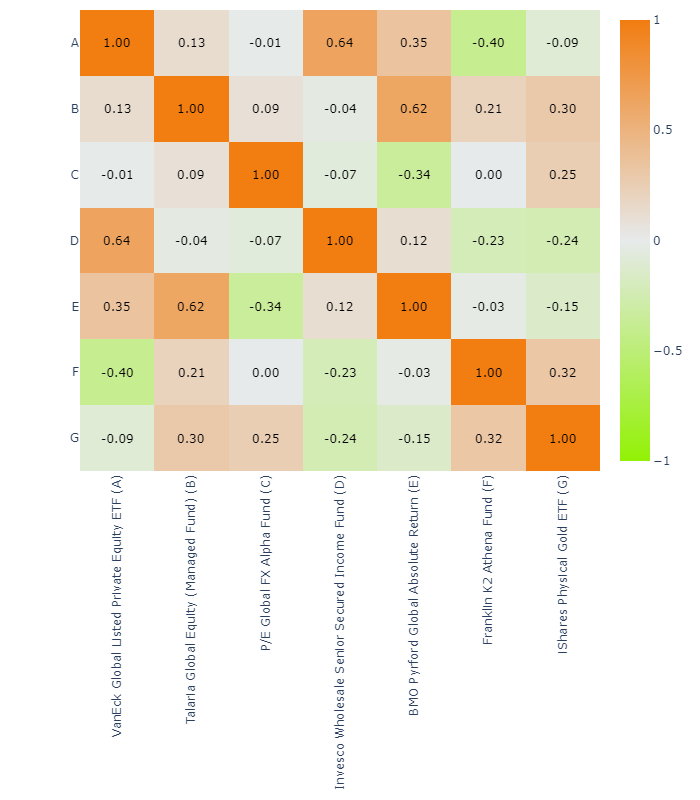 A 1.00 0.13 -0.01 0.64 0.35 -0.40 -0.09
B 0.13 1.00 0.09 -0.04 0.62 0.21 0.30
C -0.01 0.09 1.00 -0.07 -0.34 0.00 0.25
D 0.64 -0.04 -0.07 1.00 0.12 -0.23 -0.24
E 0.35 0.62 -0.34 0.12 1.00 -0.03 -0.15
F -0.40 0.21 0.00 -0.23 -0.03 1.00 0.32
G -0.09 0.30 0.25 -0.24 -0.15 0.32 1.00
VanEck Global Listed Private Equity ETF (A)
Talaria Global Equity (Managed Fund) (B)
P/E Global FX Alpha Fund (C)
Invesco Wholesale Senior Secured Income Fund (D)
BMO Pyrford Global Absolute Return (E)
Franklin K2 Athena Fund (F)
IShares Physical Gold ETF (G)
1
0.5
0
−0.5
−1